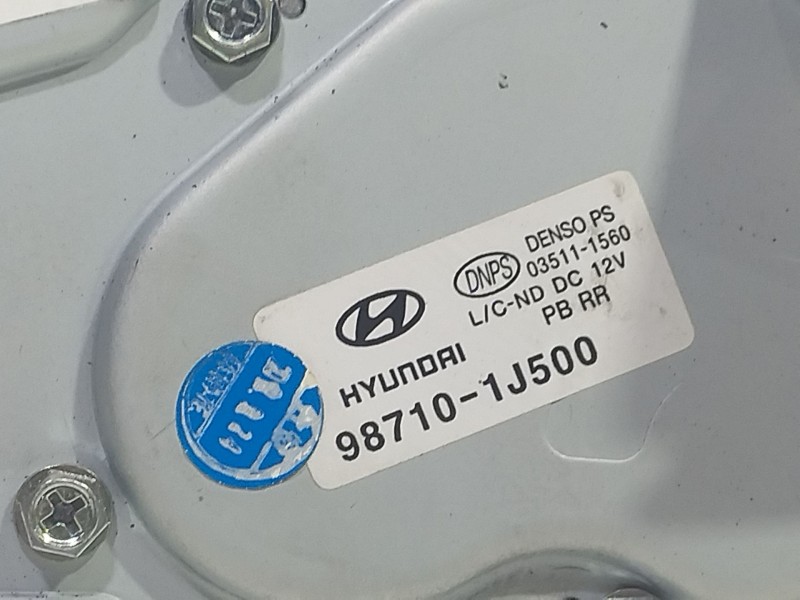 DNPS
DENSO PS
03511-1560
L/C-ND DC 12V
PB RR
HYUNDAI
98710-1J500